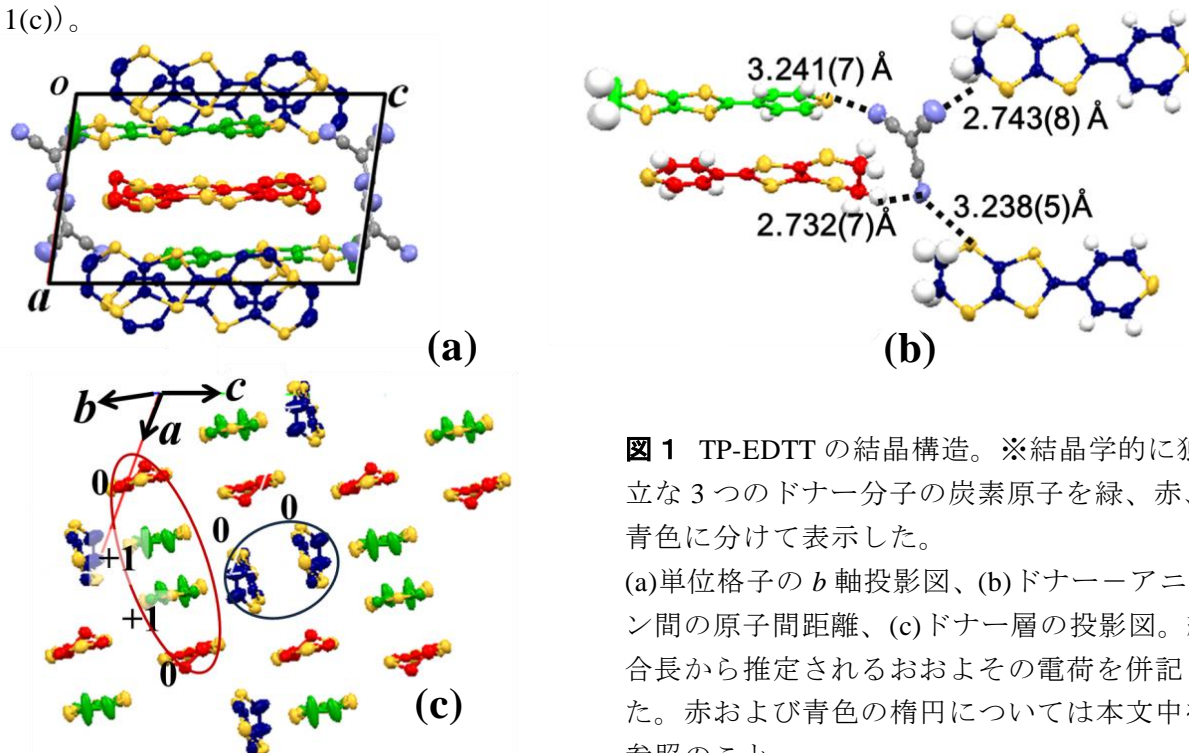 1(c))。
o
c
a
(a)
3.241(7) Å
2.743(8) Å
2.732(7)Å
3.238(5)Å
(b)
b
c
a
0
0
0
+1
+1
0
(c)
図 1 TP-EDTT の結晶構造。※結晶学的に独
立な 3 つのドナー分子の炭素原子を緑、赤、
青色に分けて表示した。
(a)単位格子の b 軸投影図、(b)ドナー－アニ
ン間の原子間距離、(c)ドナー層の投影図。
合長から推定されるおおよその電荷を併記
た。赤および青色の楕円については本文中
参照のこと